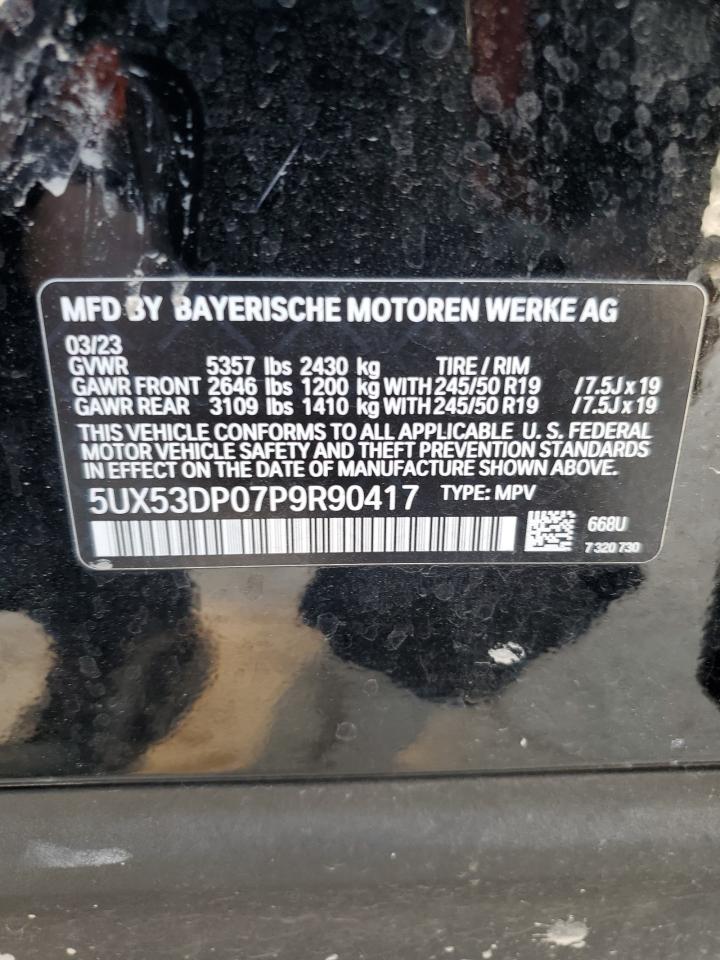 MFD BY BAYERISCHE MOTOREN WERKE AG
03/23
GVWR 5357 lbs 2430 kg TIRE / RIM
GAWR FRONT 2646 lbs 1200 kg WITH 245/50 R19 / 7.5J x 19
GAWR REAR 3109 lbs 1410 kg WITH 245/50 R19 / 7.5J x 19
THIS VEHICLE CONFORMS TO ALL APPLICABLE U. S. FEDERAL
MOTOR VEHICLE SAFETY AND THEFT PREVENTION STANDARDS
IN EFFECT ON THE DATE OF MANUFACTURE SHOWN ABOVE.
5UX53DP07P9R90417 TYPE: MPV
668U
7 320 730